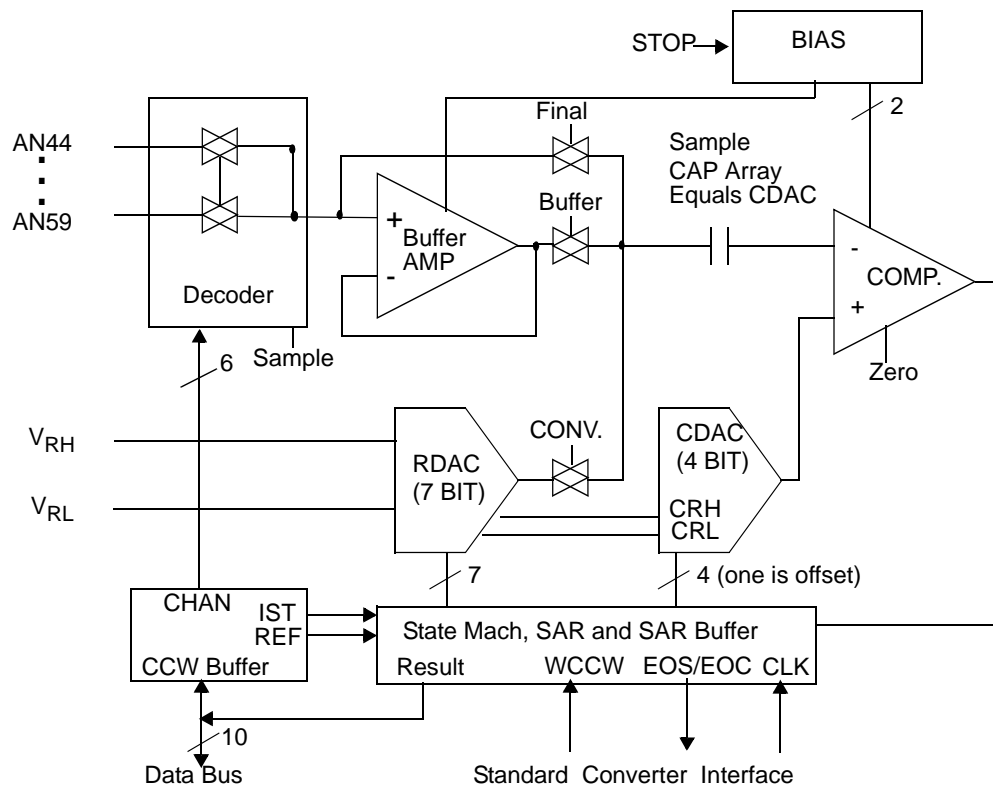 STOP
BIAS
2
Final
Sample
CAP Array
Equals CDAC
AN44
AN59
Buffer
+
Buffer
AMP
-
-
COMP.
+
Decoder
Sample
Zero
6
VRH
VRL
RDAC
(7 BIT)
CONV.
CDAC
(4 BIT)
CRH
CRL
7
4 (one is offset)
CHAN
IST
REF
CCW Buffer
State Mach, SAR and SAR Buffer
Result
WCCW
EOS/EOC
CLK
10
Data Bus
Standard Converter Interface